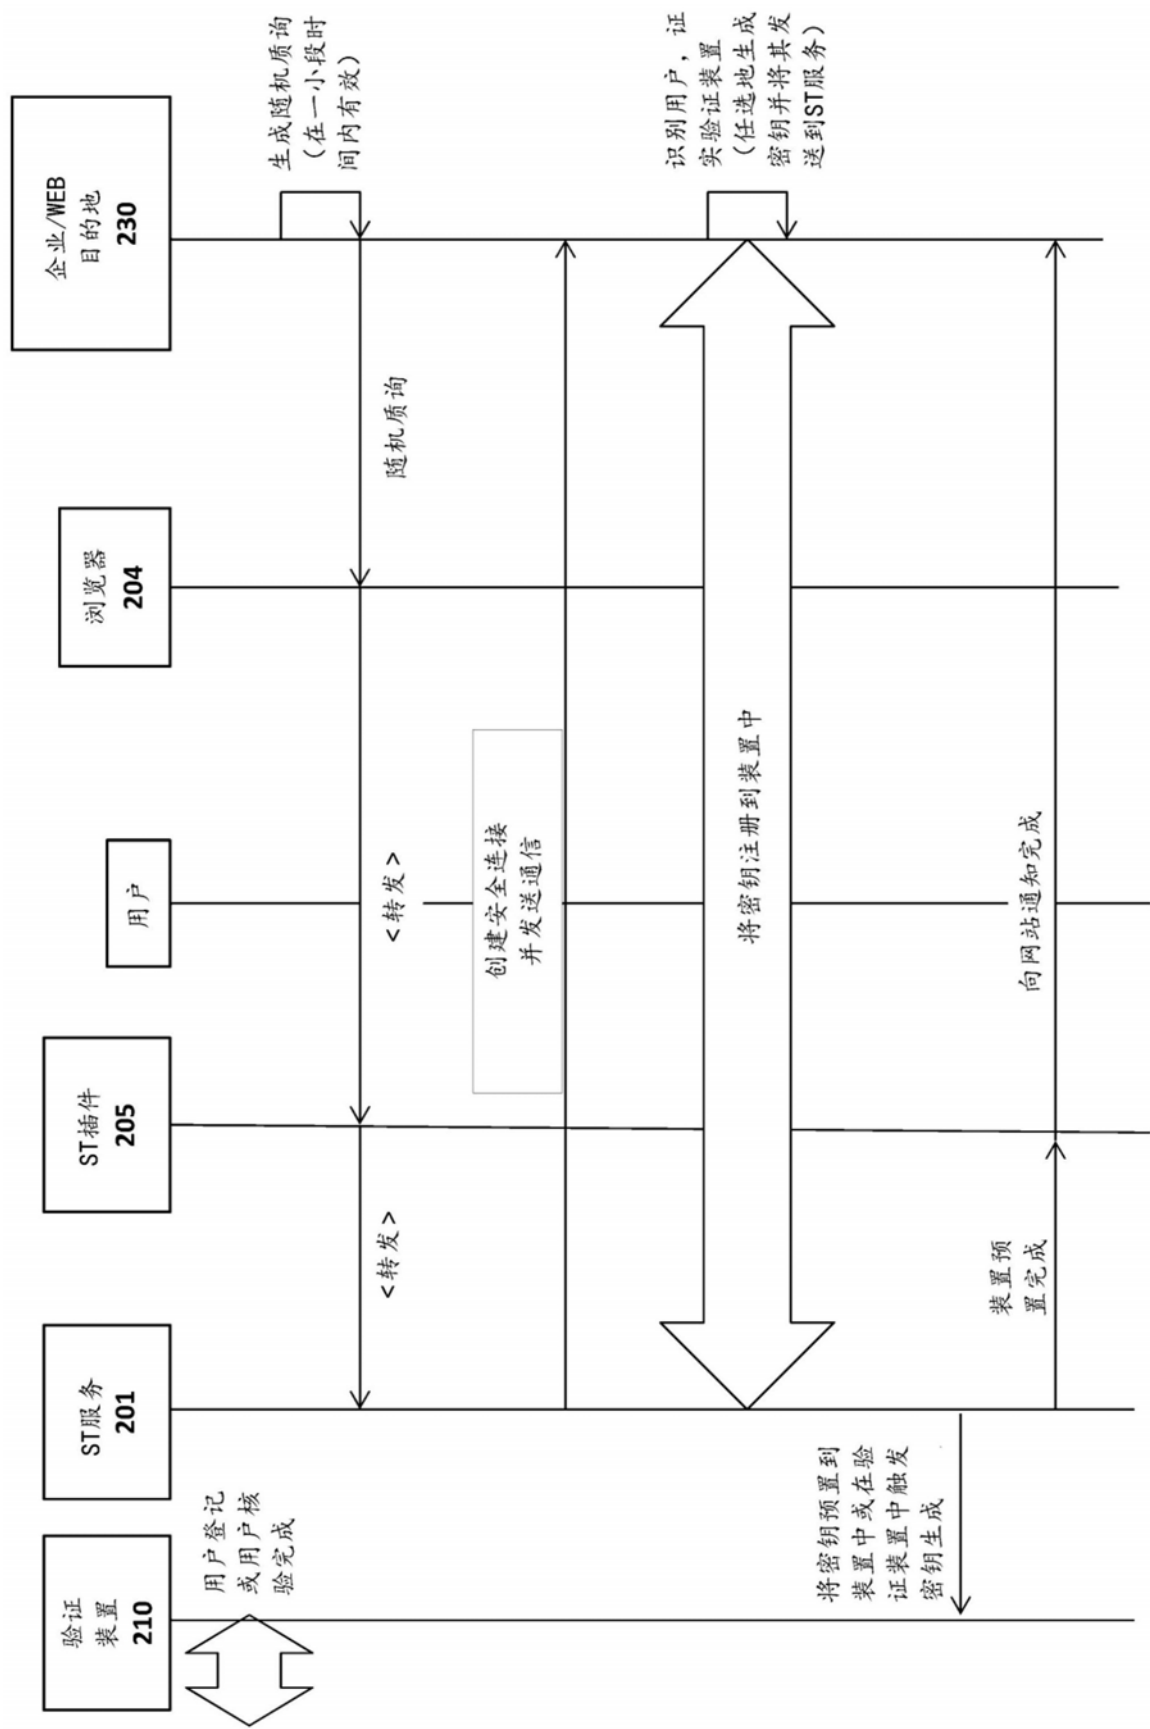 验证
装置
210
ST服务
201
ST插件
205
用户
浏览器
204
企业/WEB
目的地
230
用户登记
或用户核
验完成
生成随机质询
(在一小段时
间内有效)
随机质询
<转发>
<转发>
创建安全连接
并发送通信
识别用户,证
实验证装置
(任选地生成
密钥并将其发
送到ST服务)
将密钥注册到装置中
将密钥预置到
装置中或在验
证装置中触发
密钥生成
装置预
置完成
向网站通知完成